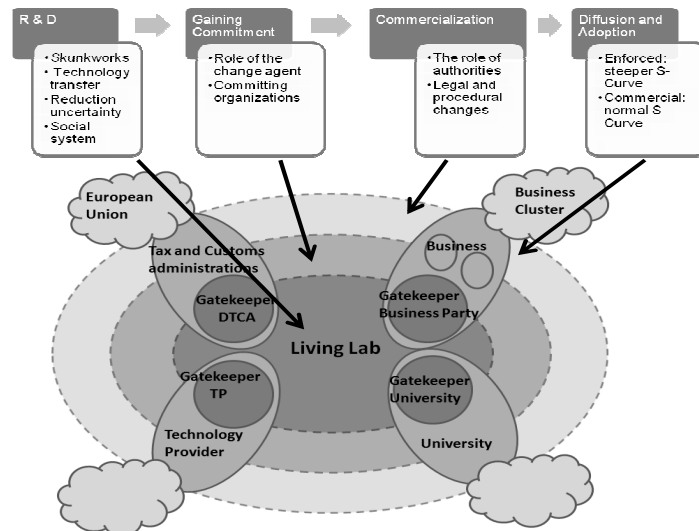 R & D
Gaining
Commitment
Commercialization
Diffusion and
Adoption
• Skunkworks
• Technology
transfer
• Reduction
uncertainty
• Social
system
• Role of the
change agent
• Committing
organizations
• The role of
authorities
• Legal and
procedural
changes
• Enforced:
steeper S-
Curve
• Commercial:
normal S
Curve
European
Union
Business
Cluster
Tax and Customs
administrations
Business
Gatekeeper
DTCA
Gatekeeper
Business Party
Living Lab
Gatekeeper
TP
Gatekeeper
University
Technology
Provider
University